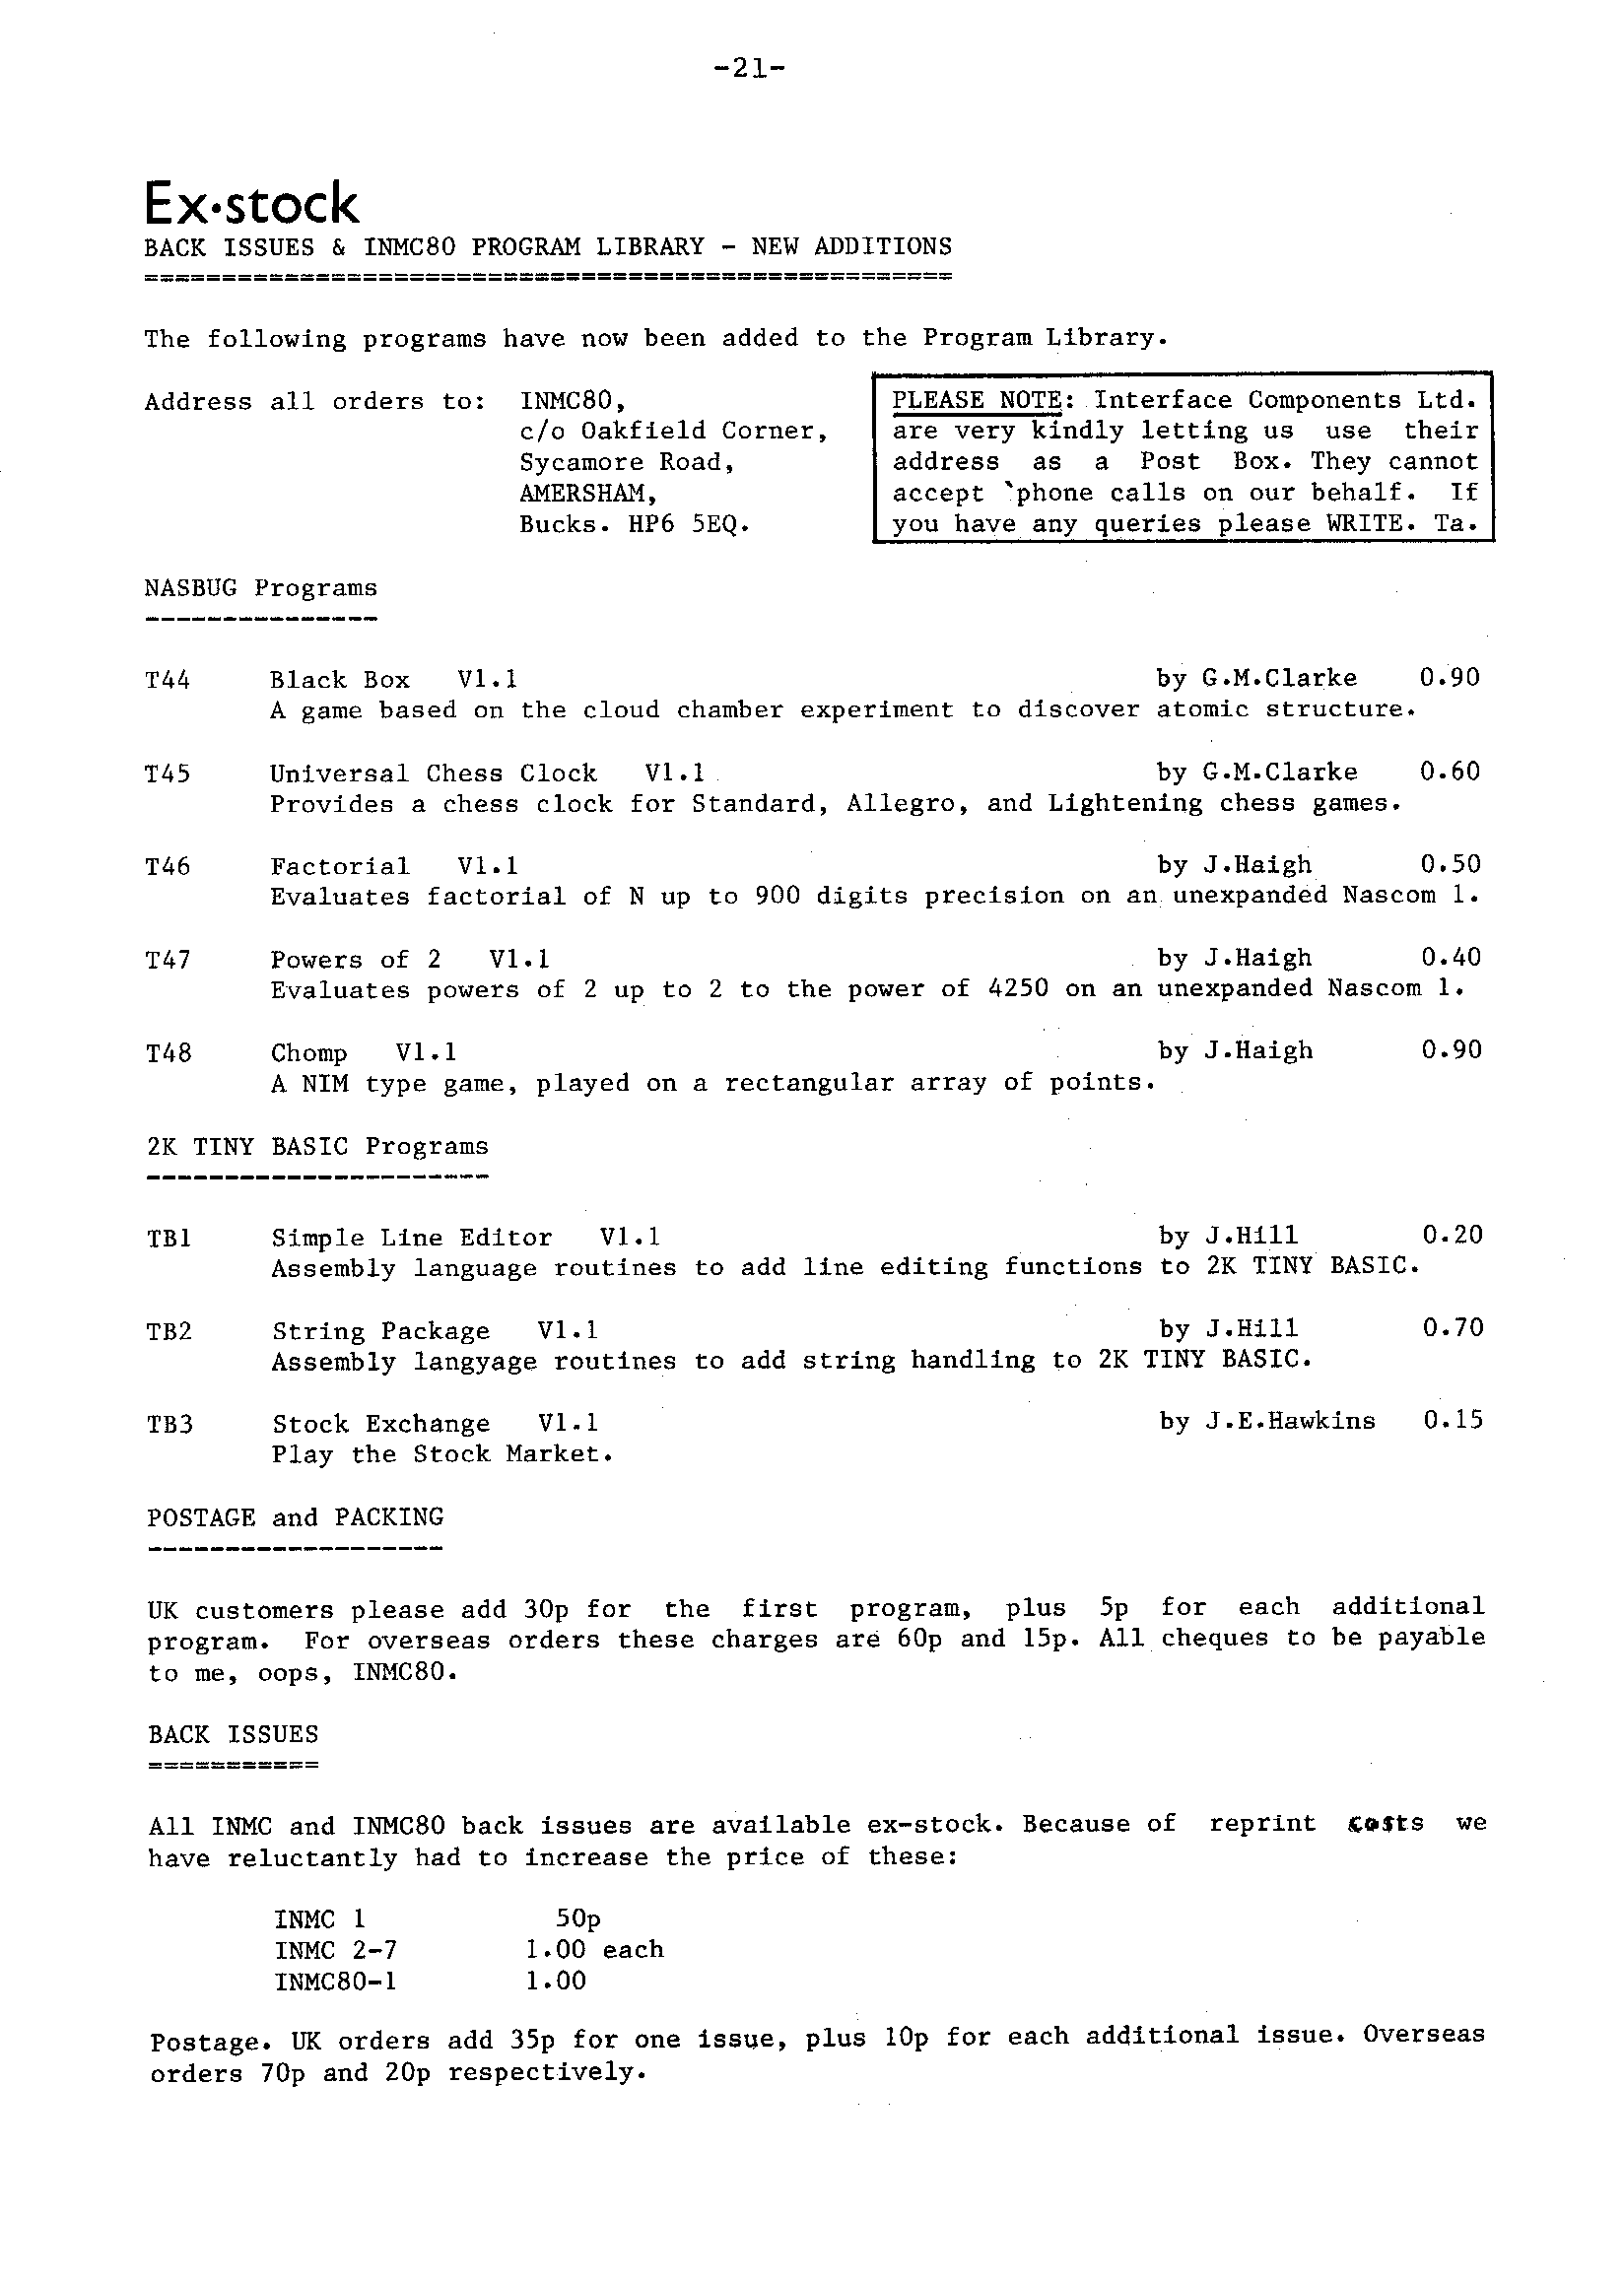 -21-
Ex·stock
BACK ISSUES & INMC80 PROGRAM LIBRARY - NEW ADDITIONS
====================================================
The following programs have now been added to the Program Library.
Address all orders to: INMC80,
c/o Oakfield Corner,
Sycamore Road,
AMERSHAM,
Bucks. HP6 5EQ.
PLEASE NOTE: Interface Components Ltd.
are very kindly letting us use their
address as a Post Box. They cannot
accept `phone calls on our behalf. If
you have any queries please WRITE. Ta.
NASBUG Programs
---------------
T44 Black Box V1.1 by G.M.Clarke 0.90
A game based on the cloud chamber experiment to discover atomic structure.
T45 Universal Chess Clock V1.1 by G.M.Clarke 0.60
Provides a chess clock for Standard, Allegro, and Lightening chess games.
T46 Factorial V1.1 by J.Haigh 0.50
Evaluates factorial of N up to 900 digits precision on an unexpanded Nascom 1.
T47 Powers of 2 V1.1 by J.Haigh 0.40
Evaluates powers of 2 up to 2 to the power of 4250 on an unexpanded Nascom 1.
T48 Chomp V1.1 by J.Haigh 0.90
A NIM type game, played on a rectangular array of points.
2K TINY BASIC Programs
----------------------
TB1 Simple Line Editor V1.1 by J.Hill 0.20
Assembly language routines to add line editing functions to 2K TINY BASIC.
TB2 String Package V1.1 by J.Hill 0.70
Assembly langyage routines to add string handling to 2K TINY BASIC.
TB3 Stock Exchange V1.1 by J.E.Hawkins 0.15
Play the Stock Market.
POSTAGE and PACKING
-------------------
UK customers please add 30p for the first program, plus 5p for each additional
program. For overseas orders these charges are 60p and 15p. All cheques to be payable
to me, oops, INMC80.
BACK ISSUES
===========
All INMC and INMC80 back issues are available ex-stock. Because of reprint costs we
have reluctantly had to increase the price of these:
INMC 1 50p
INMC 2-7 1.00 each
INMC80-1 1.00
Postage. UK orders add 35p for one issue, plus 10p for each additional issue. Overseas
orders 70p and 20p respectively.